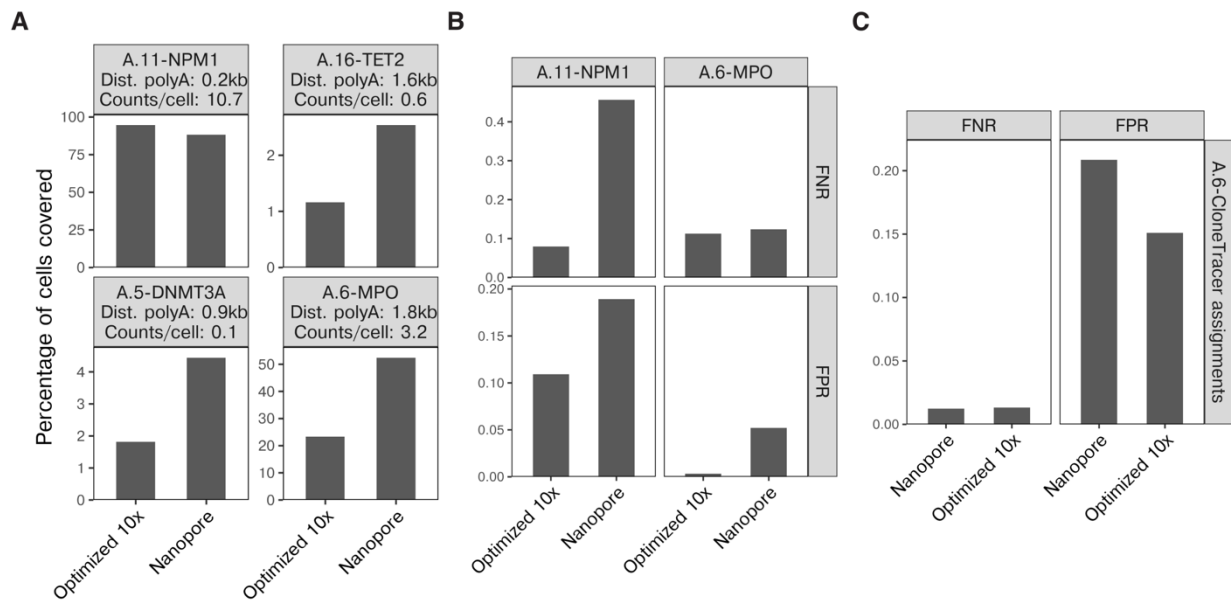 A
Percentage of cells covered
A.11-NPM1
Dist. polyA: 0.2kb
Counts/cell: 10.7
100
75
50
25
0
A.16-TET2
Dist. polyA: 1.6kb
Counts/cell: 0.6
2
1
0
A.5-DNMT3A
Dist. polyA: 0.9kb
Counts/cell: 0.1
4
3
2
1
0
A.6-MPO
Dist. polyA: 1.8kb
Counts/cell: 3.2
50
40
30
20
10
0
Optimized 10x
Nanopore
Optimized 10x
Nanopore
B
A.11-NPM1
A.6-MPO
0.4
0.3
0.2
0.1
0.0
FNR
0.20
0.15
0.10
0.05
0.00
FPR
Optimized 10x
Nanopore
Optimized 10x
Nanopore
C
FNR
FPR
0.20
0.15
0.10
0.05
0.00
A.6-CloneTracer assignments
Nanopore
Optimized 10x
Nanopore
Optimized 10x